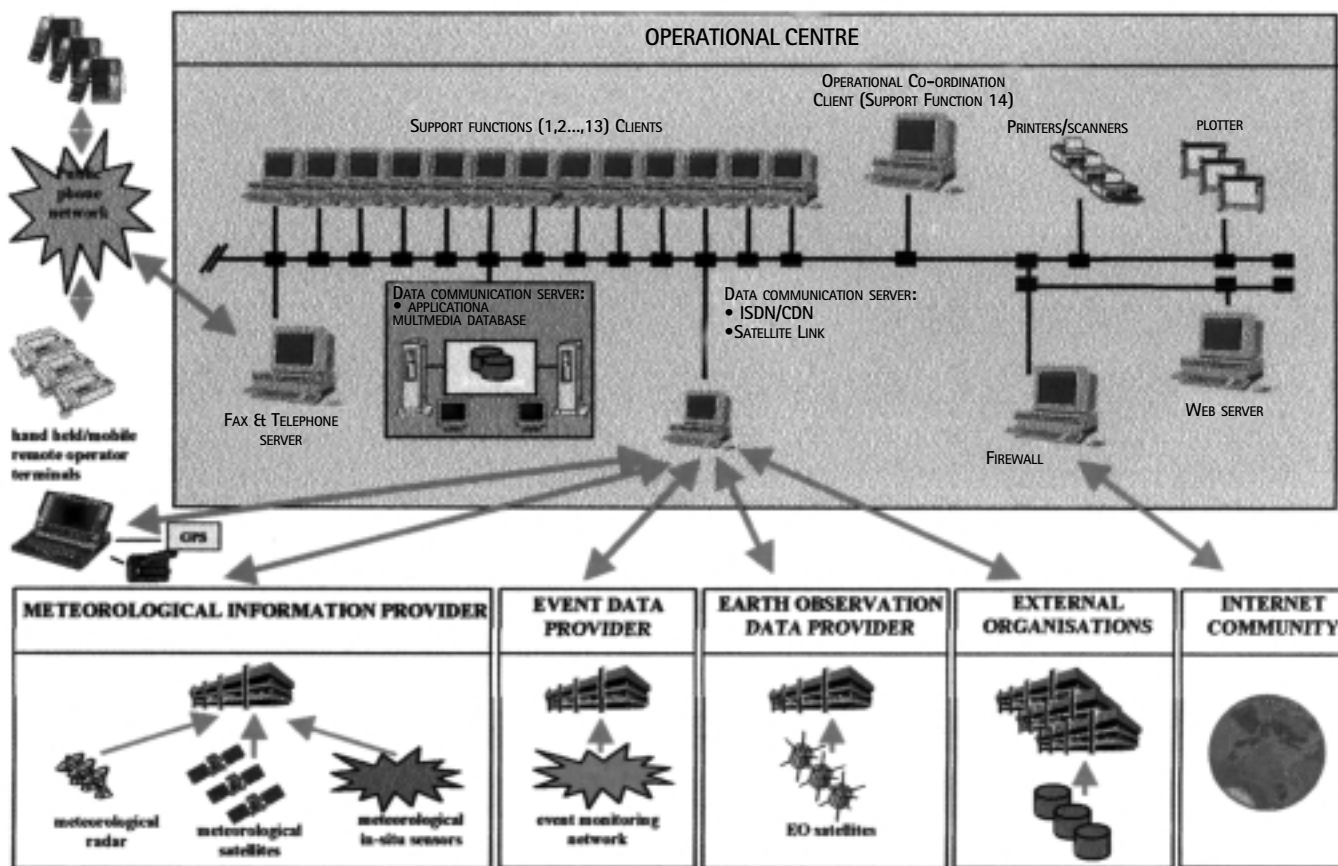 OPERATIONAL CENTRE
OPERATIONAL CO-ORDINATION
CLIENT (SUPPORT FUNCTION 14)
SUPPORT FUNCTIONS (1,2...,13) CLIENTS
PRINTERS/SCANNERS
PLOTTER
Public
phone
network
DATA COMMUNICATION SERVER:
• APPLICATIONA
MULTMEDIA DATABASE
DATA COMMUNICATION SERVER:
• ISDN/CDN
•SATELLITE LINK
FAX & TELEPHONE
SERVER
WEB SERVER
FIREWALL
hand held/mobile
remote operator
terminals
GPS
METEOROLOGICAL INFORMATION PROVIDER
EVENT DATA
PROVIDER
EARTH OBSERVATION
DATA PROVIDER
EXTERNAL
ORGANISATIONS
INTERNET
COMMUNITY
meteorological
radar
meteorological
satellites
meteorological
in-situ sensors
event monitoring
network
EO satellites